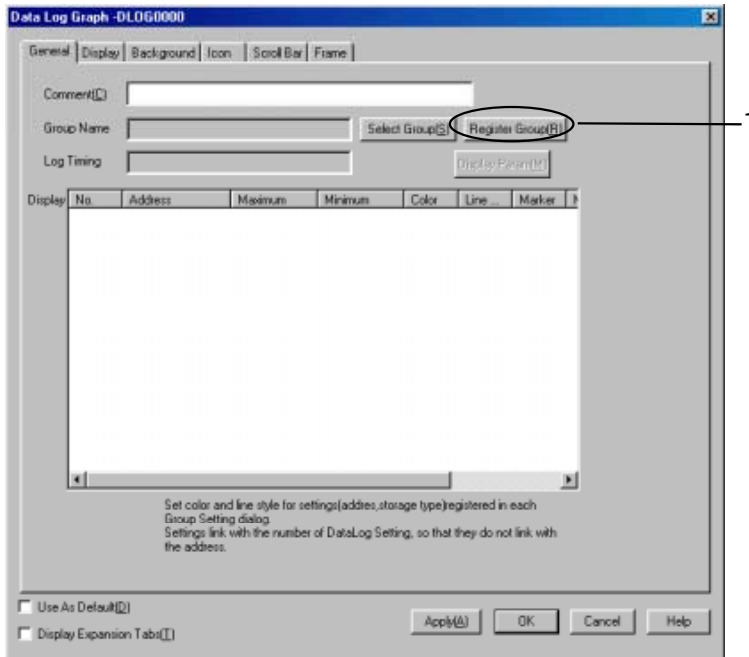 Data Log Graph -DLOG0000
General Display Background Icon Scroll Bar Frame
Comment(C)
Group Name Select Group(S) Register Group(R)
Log Timing Display Param(M)
Display No. Address Maximum Minimum Color Line ... Marker
Set color and line style for settings(addres,storage type)registered in each
Group Setting dialog.
Settings link with the number of DataLog Setting, so that they do not link with
the address.
Use As Default(D)
Display Expansion Tabs(T)
Apply(A) OK Cancel Help